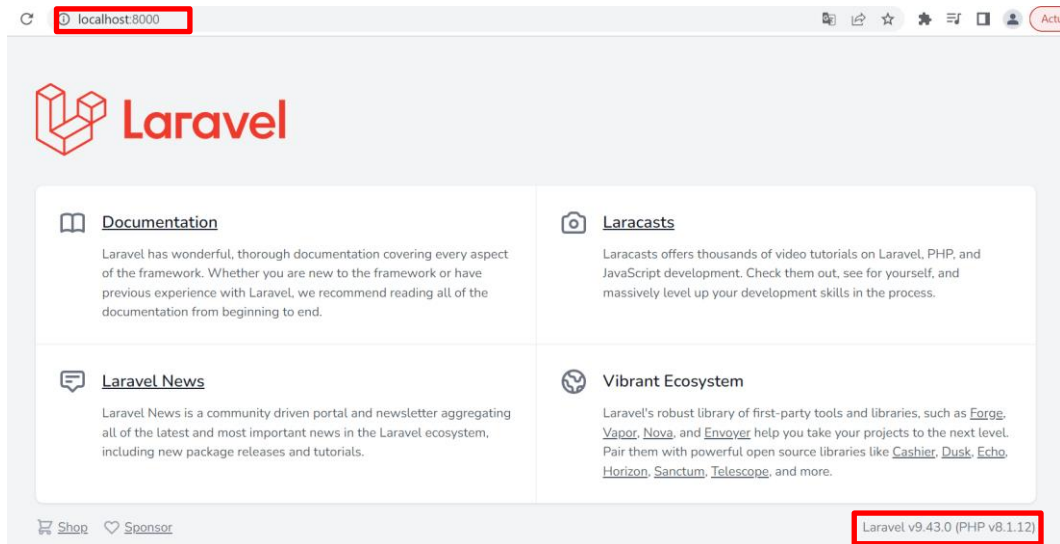 localhost:8000
Actu
Laravel
Documentation
Laravel has wonderful, thorough documentation covering every aspect
of the framework. Whether you are new to the framework or have
previous experience with Laravel, we recommend reading all of the
documentation from beginning to end.
Laracasts
Laracasts offers thousands of video tutorials on Laravel, PHP, and
JavaScript development. Check them out, see for yourself, and
massively level up your development skills in the process.
Laravel News
Laravel News is a community driven portal and newsletter aggregating
all of the latest and most important news in the Laravel ecosystem,
including new package releases and tutorials.
Vibrant Ecosystem
Laravel's robust library of first-party tools and libraries, such as Forge,
Vapor, Nova, and Envoyer help you take your projects to the next level.
Pair them with powerful open source libraries like Cashier, Dusk, Echo,
Horizon, Sanctum, Telescope, and more.
Shop
Sponsor
Laravel v9.43.0 (PHP v8.1.12)